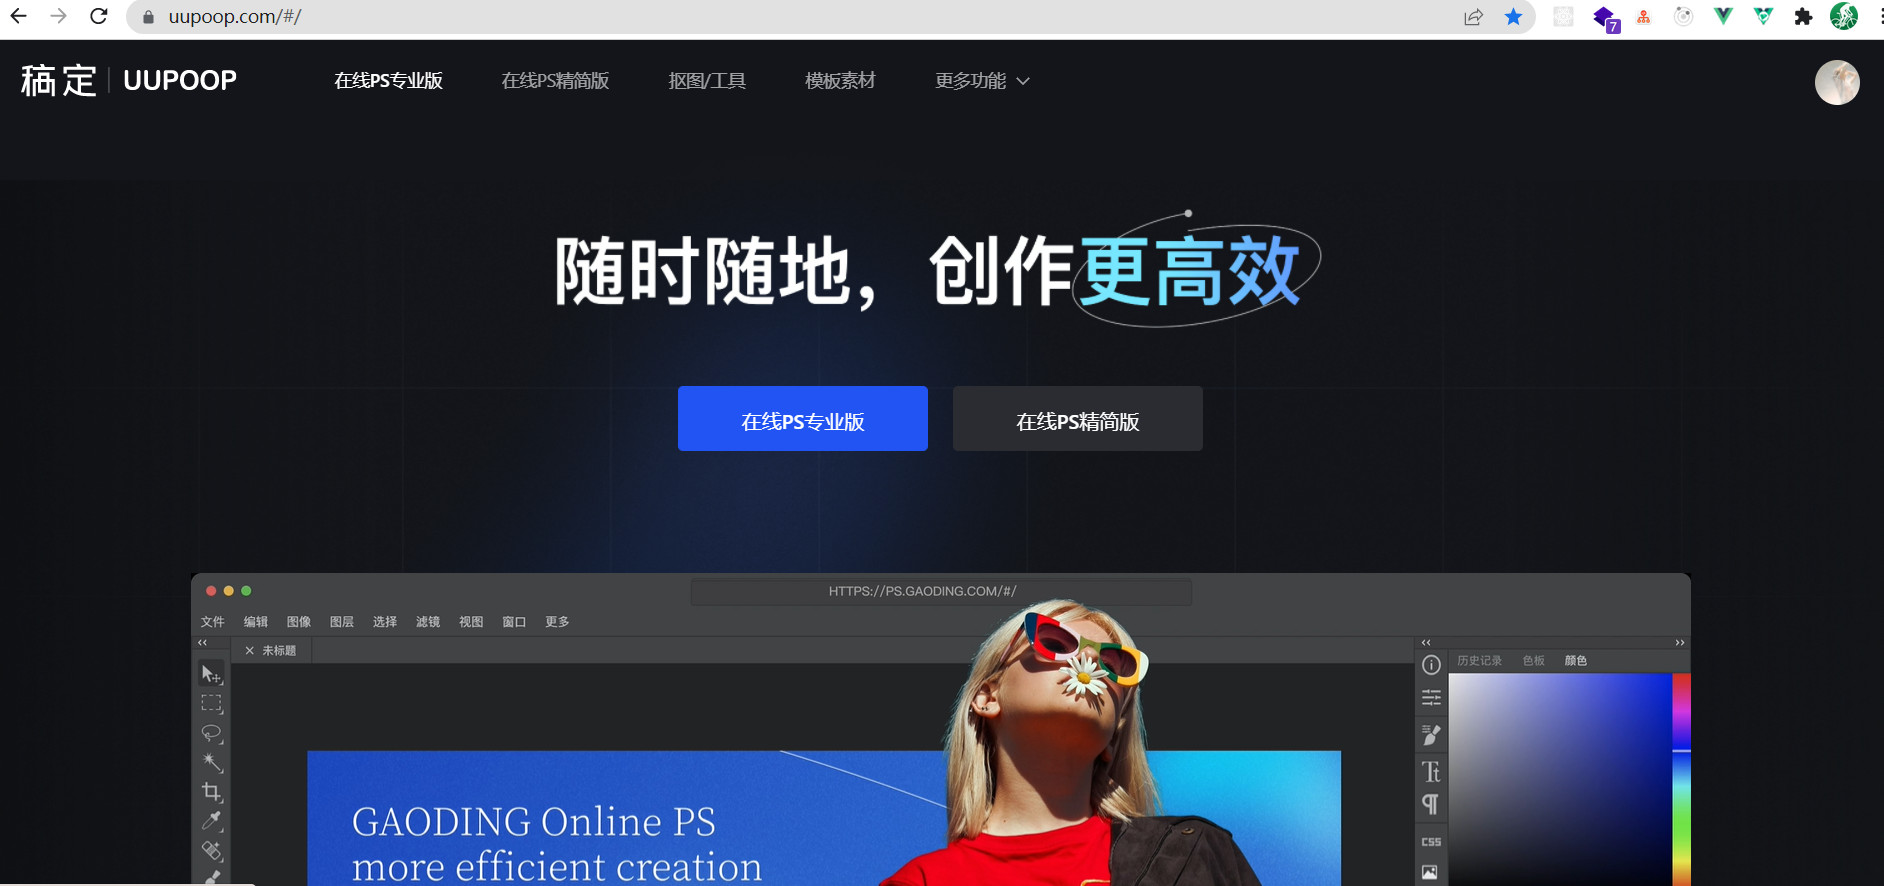 uupoop.com/#/
7
稿定 UUPOOP 在线PS专业版 在线PS精简版 抠图/工具 模板素材 更多功能
随时随地，创作更高效
在线PS专业版 在线PS精简版
HTTPS://PS.GAODING.COM/#/
文件 编辑 图像 图层 选择 滤镜 视图 窗口 更多
未标题
历史记录 色板 颜色
Tt
css
GAODING Online PS
more efficient creation